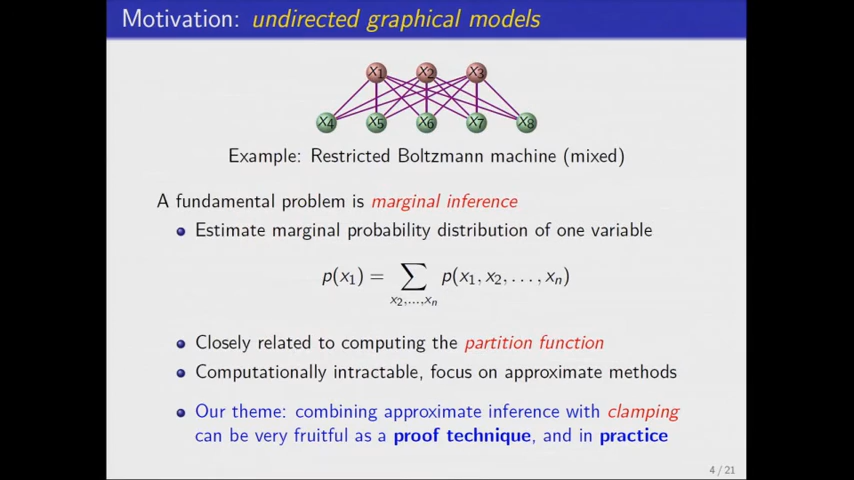 Motivation: undirected graphical models
x1 x2 x3
x4 x5 x6 x7 x8
Example: Restricted Boltzmann machine (mixed)
A fundamental problem is marginal inference
Estimate marginal probability distribution of one variable
p(x1) = ∑ p(x1, x2, . . . , xn)
x2,...,xn
Closely related to computing the partition function
Computationally intractable, focus on approximate methods
Our theme: combining approximate inference with clamping
can be very fruitful as a proof technique, and in practice
4 / 21